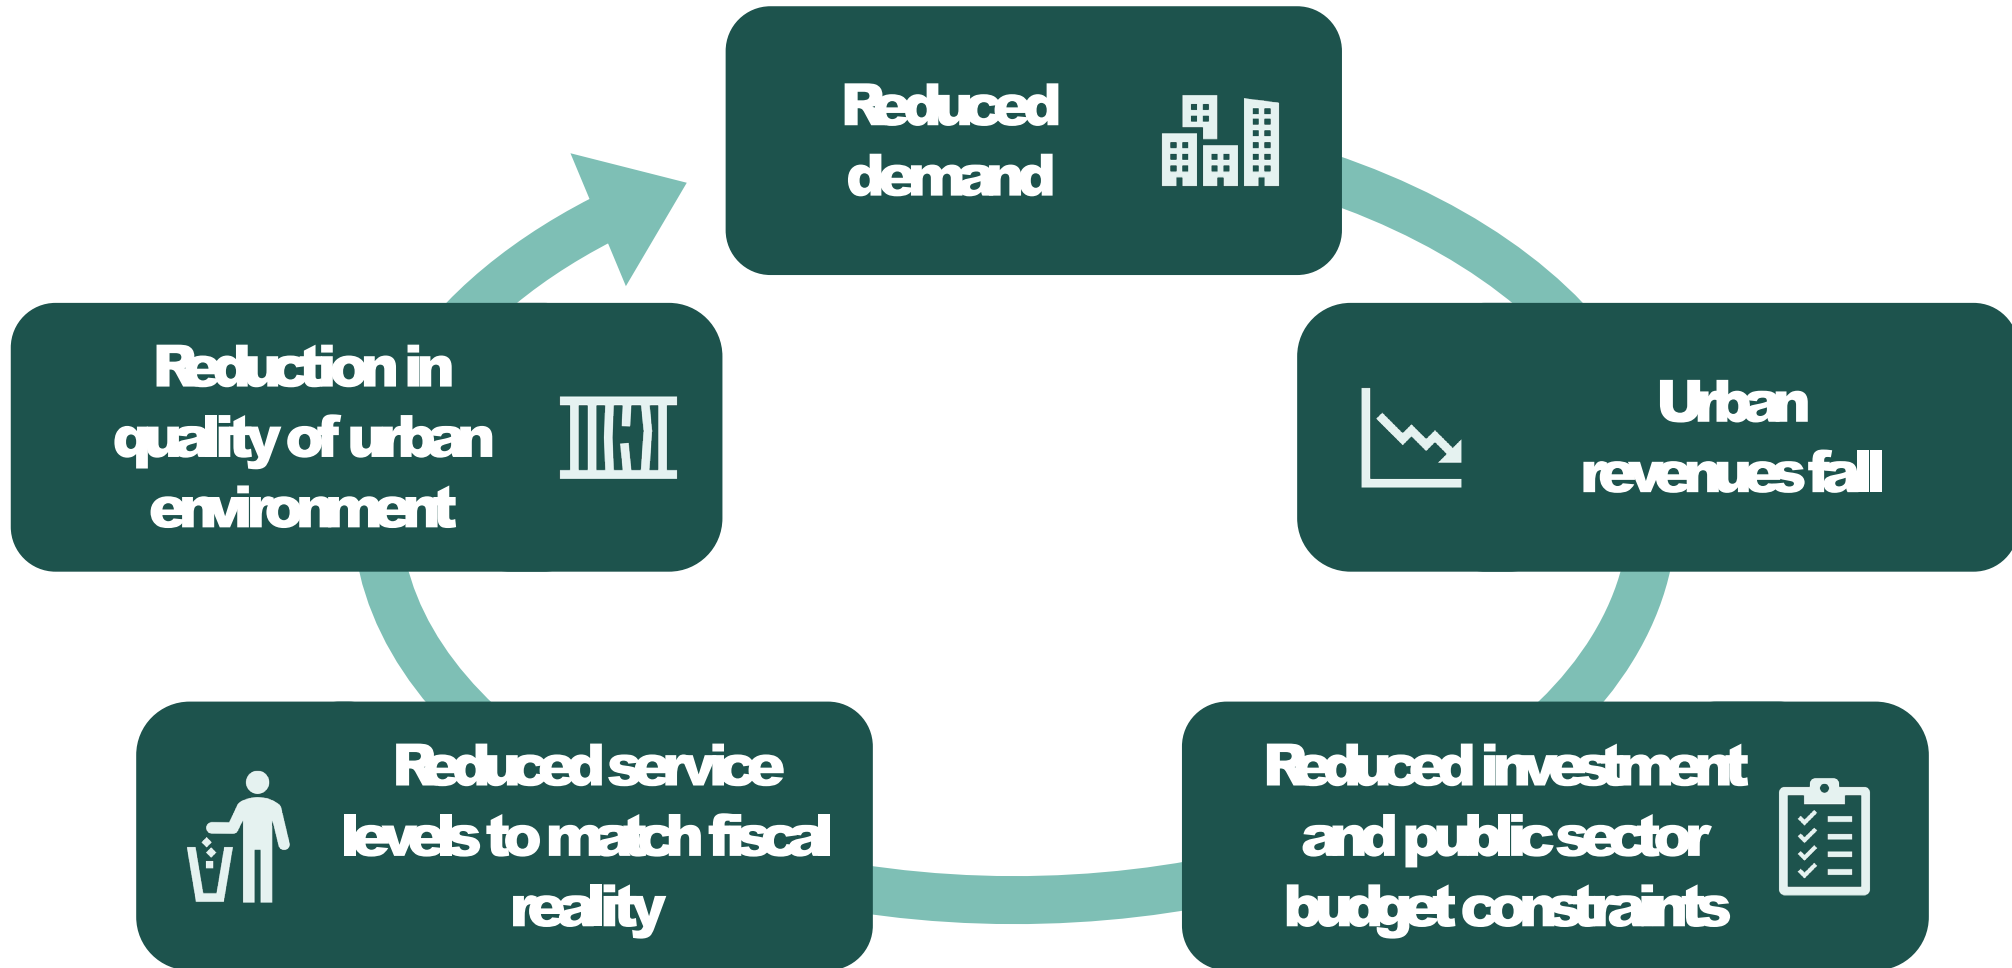 Reduced
demand
Urban
revenues fall
Reduced investment
and public sector
budget constraints
Reduced service
levels to match fiscal
reality
Reduction in
quality of urban
environment